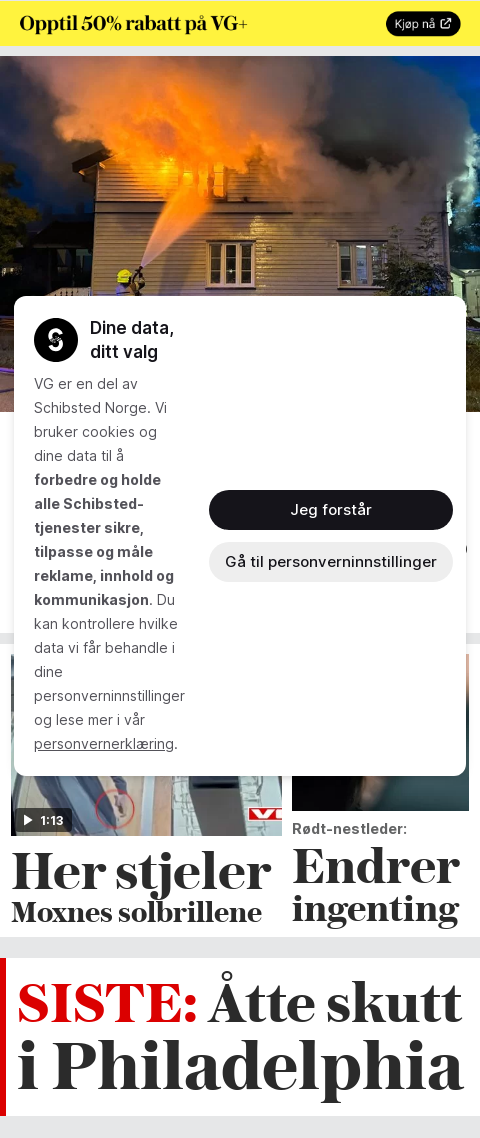 Opptil 50% rabatt på VG+
Kjøp nå
Dine data,
ditt valg
VG er en del av
Schibsted Norge. Vi
bruker cookies og
dine data til å
forbedre og holde
alle Schibsted-
tjenester sikre,
tilpasse og måle
reklame, innhold og
kommunikasjon. Du
kan kontrollere hvilke
data vi får behandle i
dine
personverninnstillinger
og lese mer i vår
personvernerklæring.
Jeg forstår
Gå til personverninnstillinger
1:13
VG
Her stjeler
Moxnes solbrillene
Rødt-nestleder:
Endrer
ingenting
SISTE: Åtte skutt
i Philadelphia